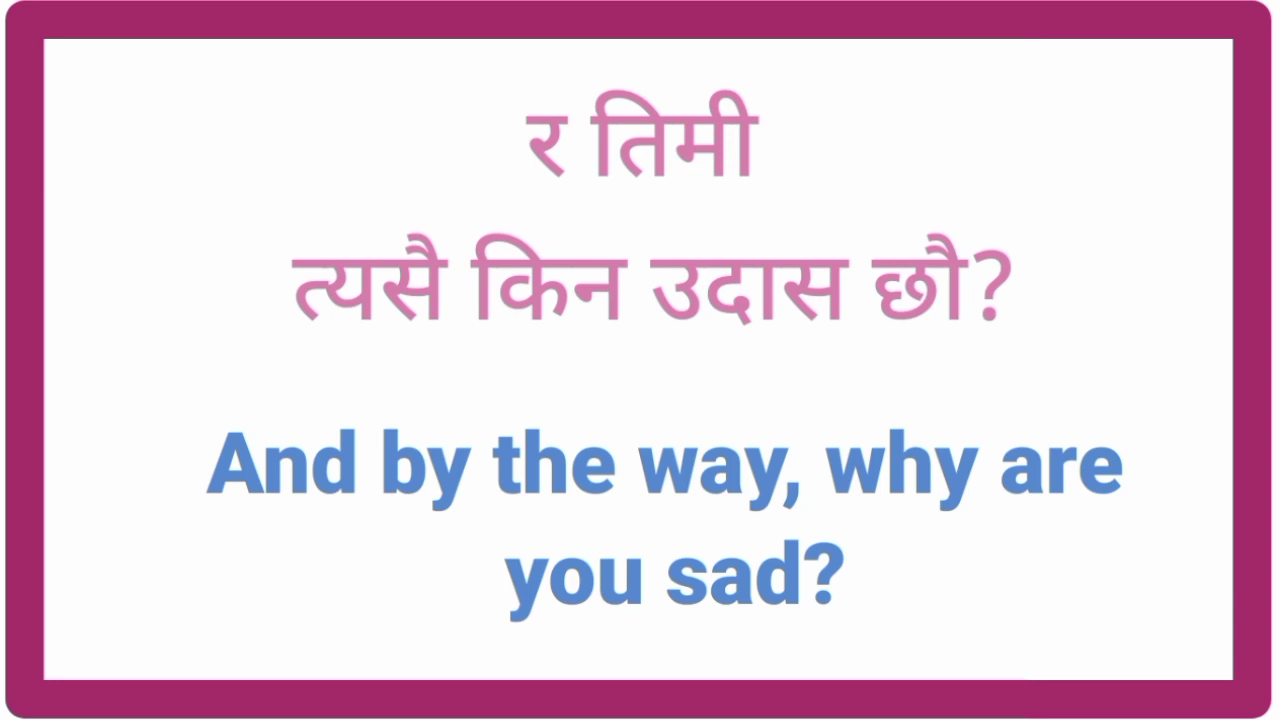 र तिमी
त्यसै किन उदास छौ?
And by the way, why are
you sad?